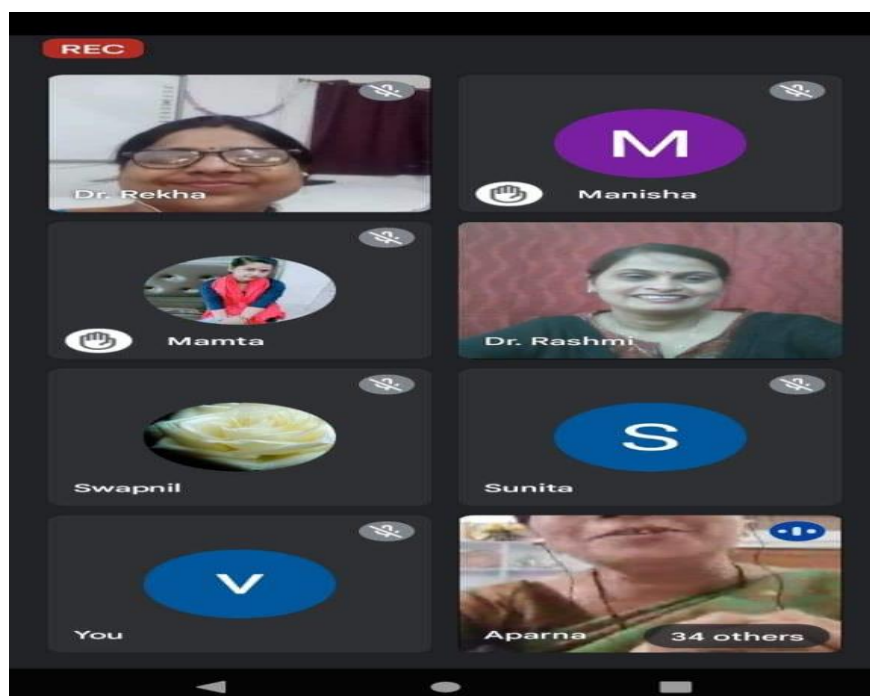 REC
Dr. Rekha
M
Manisha
Mamta
Dr. Rashmi
Swapnil
S
Sunita
V
You
Aparna
34 others